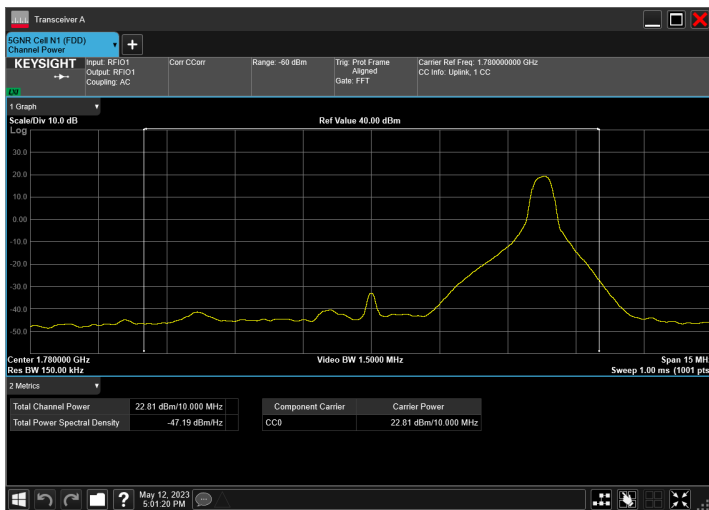 Transceiver A
5GNR Cell N1 (FDD)
Channel Power
KEYSIGHT
Input: RFIO1
Output: RFIO1
Coupling: AC
Corr CCorr
Range: -60 dBm
Trig: Prot Frame
Aligned
Gate: FFT
Carrier Ref Freq: 1.780000000 GHz
CC Info: Uplink, 1 CC
LXI
1 Graph
Scale/Div 10.0 dB
Ref Value 40.00 dBm
Log
30.0
20.0
10.0
0.00
-10.0
-20.0
-30.0
-40.0
-50.0
Center 1.780000 GHz
Video BW 1.5000 MHz
Span 15 MH
Res BW 150.00 kHz
Sweep 1.00 ms (1001 pts
2 Metrics
Total Channel Power 22.81 dBm/10.000 MHz
Total Power Spectral Density -47.19 dBm/Hz
Component Carrier Carrier Power
CC0 22.81 dBm/10.000 MHz
May 12, 2023
5:01:20 PM